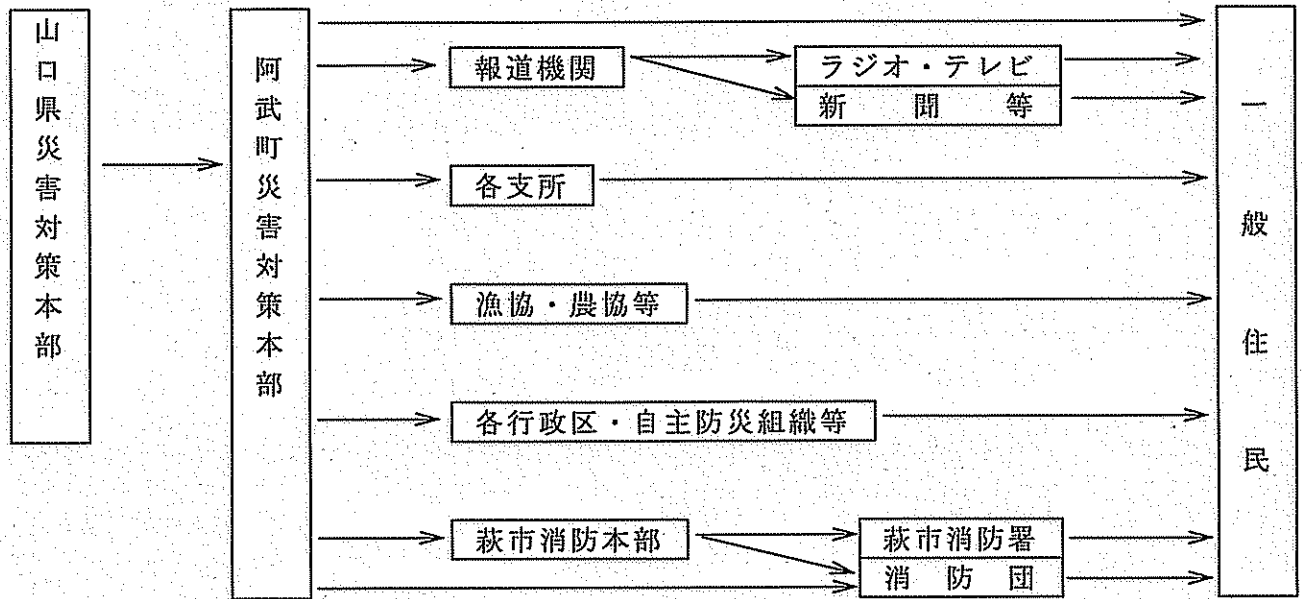 山口県災害対策本部
阿武町災害対策本部
報道機関
ラジオ・テレビ
新聞等
各支所
漁協・農協等
各行政区・自主防災組織等
萩市消防本部
萩市消防署
消防団
一般住民